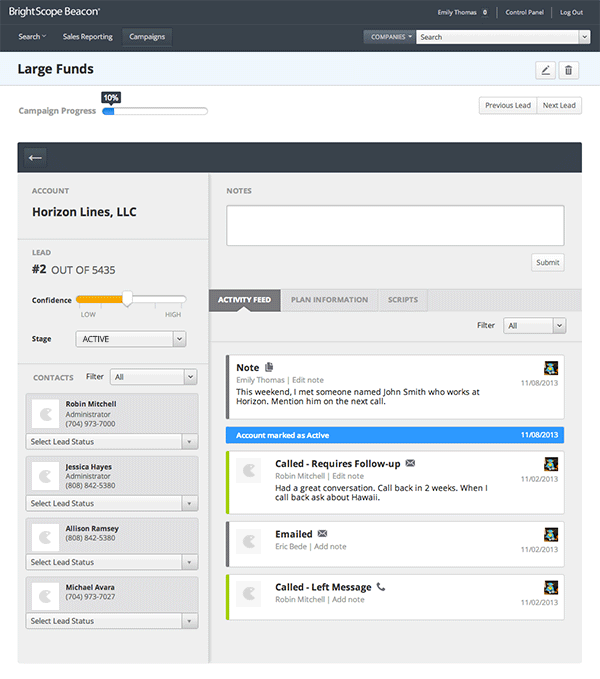 BrightScope Beacon®
Emily Thomas 0 Control Panel Log Out
Search Sales Reporting Campaigns COMPANIES Search
Large Funds
Campaign Progress 10% Previous Lead Next Lead
ACCOUNT
Horizon Lines, LLC
LEAD
#2 OUT OF 5435
Confidence
LOW HIGH
Stage ACTIVE
CONTACTS Filter All
Robin Mitchell
Administrator
(704) 973-7000
Select Lead Status
Jessica Hayes
Administrator
(808) 842-5380
Select Lead Status
Allison Ramsey
(808) 842-5380
Select Lead Status
Michael Avara
(704) 973-7027
Select Lead Status
NOTES
Submit
ACTIVITY FEED PLAN INFORMATION SCRIPTS
Filter All
Note
Emily Thomas | Edit note
11/08/2013
This weekend, I met someone named John Smith who works at
Horizon. Mention him on the next call.
Account marked as Active 11/08/2013
Called - Requires Follow-up
Robin Mitchell | Edit note
11/02/2013
Had a great conversation. Call back in 2 weeks. When I
call back ask about Hawaii.
Emailed
Eric Bede | Add note
11/02/2013
Called - Left Message
Robin Mitchell | Add note
11/02/2013